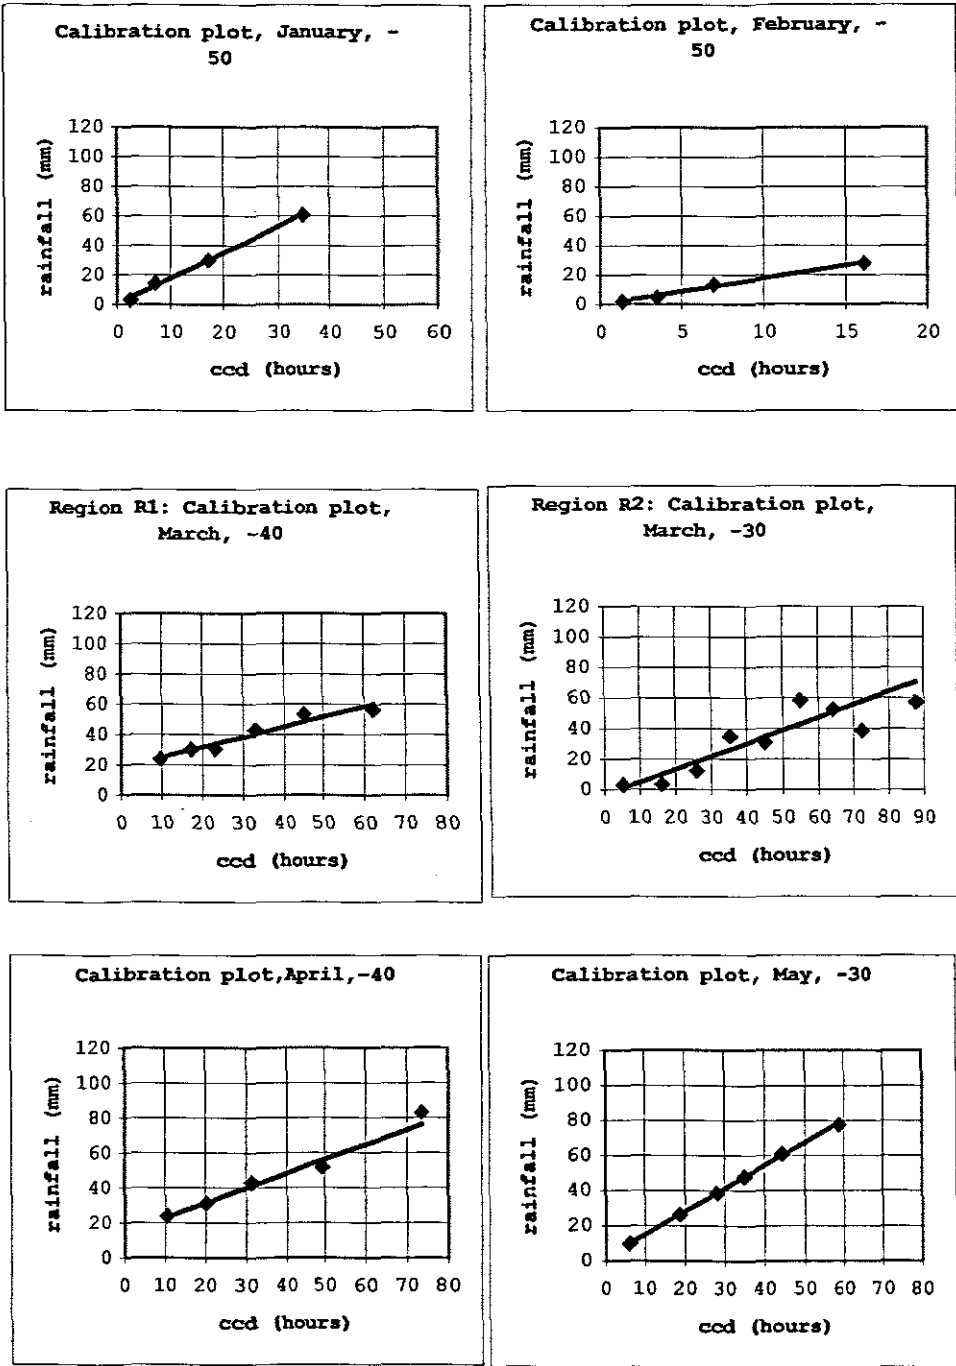 Calibration plot, January, -
50
120
100
80
60
40
20
0
rainfall (mm)
0 10 20 30 40 50 60
ccd (hours)
Calibration plot, February, -
50
120
100
80
60
40
20
0
rainfall (mm)
0 5 10 15 20
ccd (hours)
Region R1: Calibration plot,
March, -40
120
100
80
60
40
20
0
rainfall (mm)
0 10 20 30 40 50 60 70 80
ccd (hours)
Region R2: Calibration plot,
March, -30
120
100
80
60
40
20
0
rainfall (mm)
0 10 20 30 40 50 60 70 80 90
ccd (hours)
Calibration plot,April,-40
120
100
80
60
40
20
0
rainfall (mm)
0 10 20 30 40 50 60 70 80
ccd (hours)
Calibration plot, May, -30
120
100
80
60
40
20
0
rainfall (mm)
0 10 20 30 40 50 60 70 80
ccd (hours)